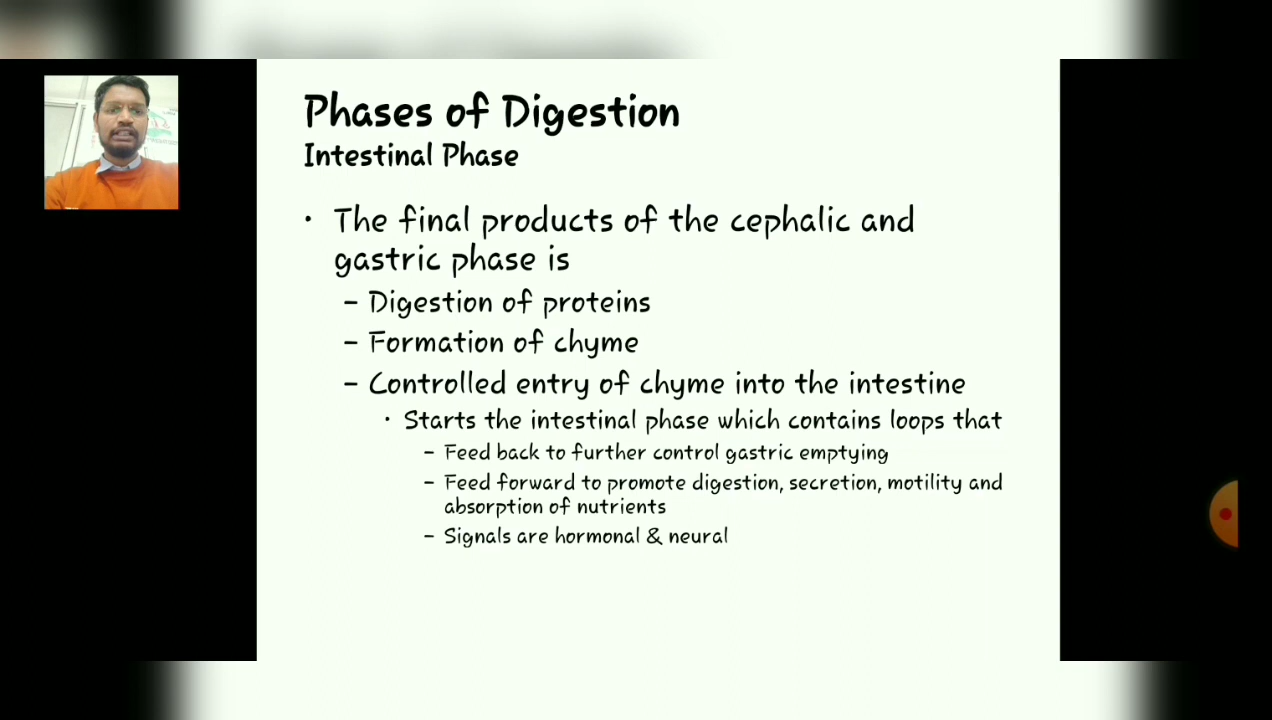 Phases of Digestion
Intestinal Phase
• The final products of the cephalic and
gastric phase is
– Digestion of proteins
– Formation of chyme
– Controlled entry of chyme into the intestine
• Starts the intestinal phase which contains loops that
– Feed back to further control gastric emptying
– Feed forward to promote digestion, secretion, motility and
absorption of nutrients
– Signals are hormonal & neural